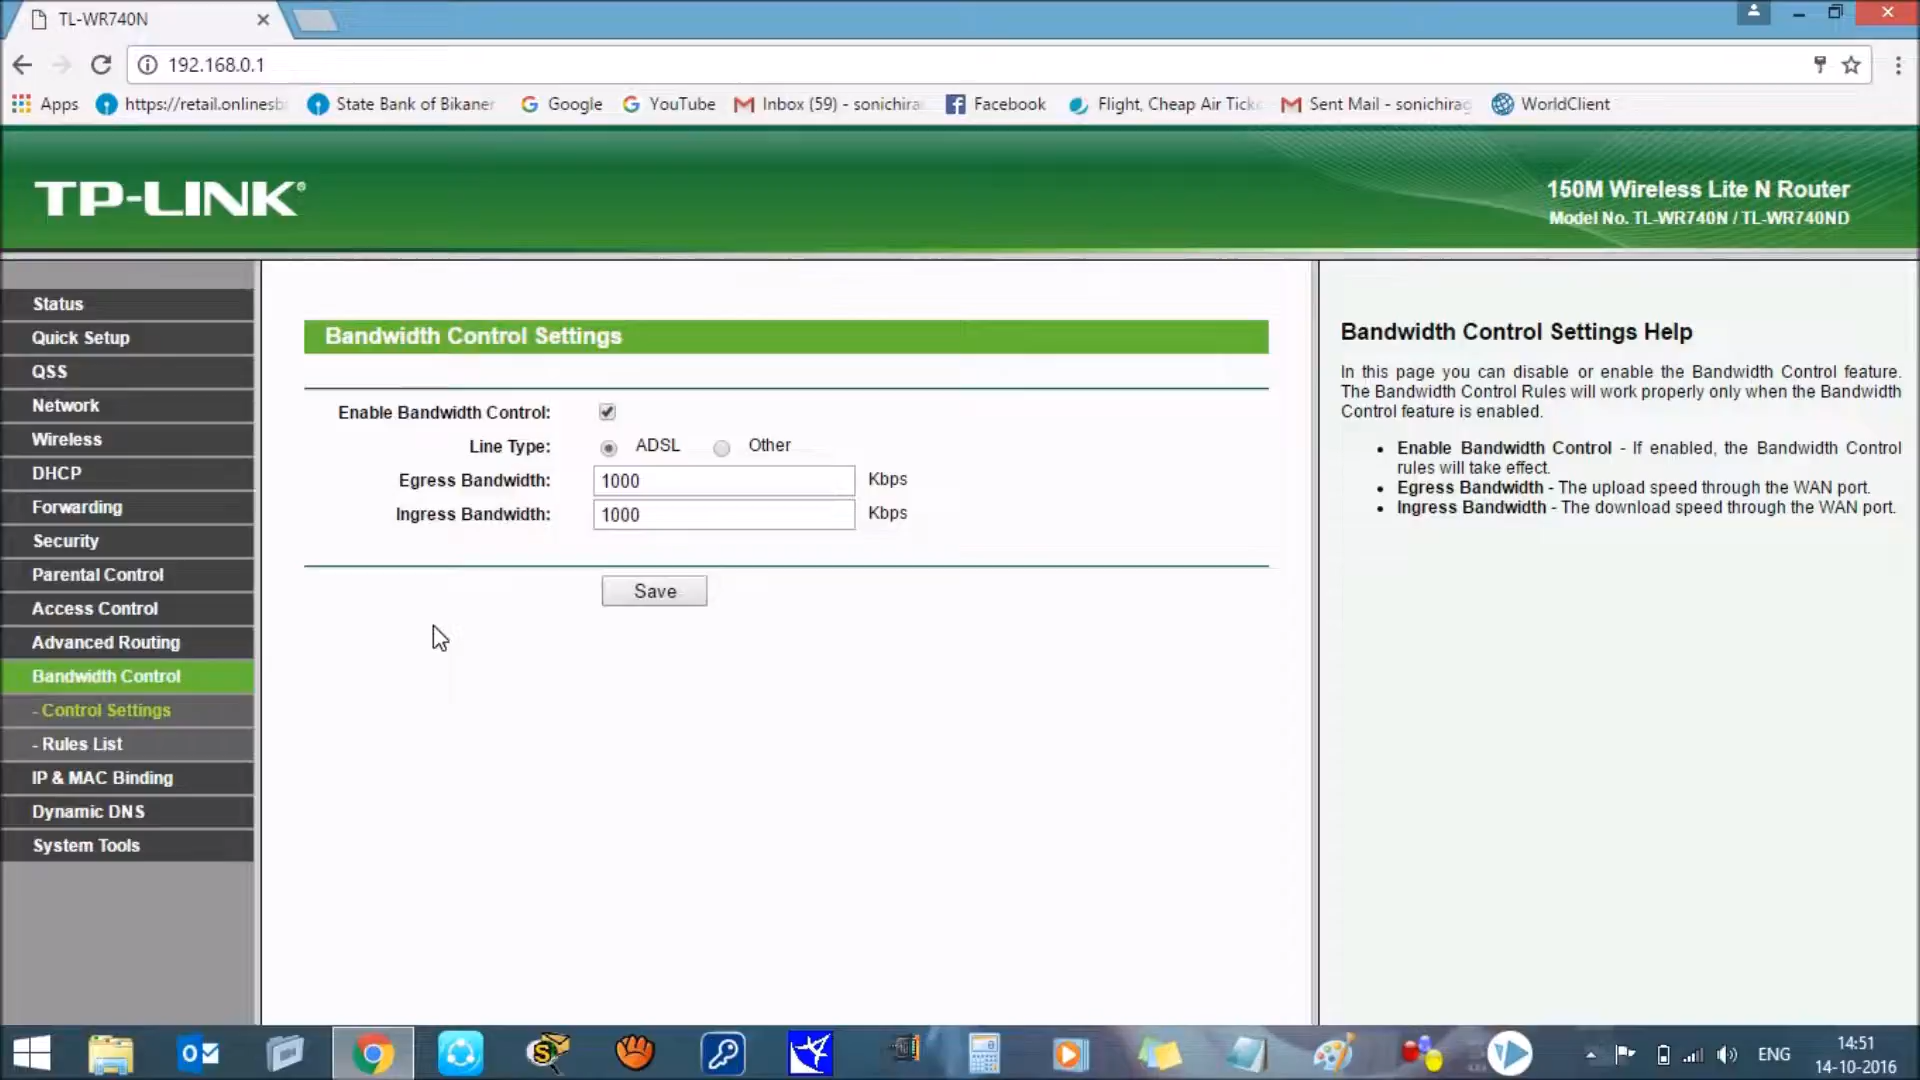 TL-WR740N
192.168.0.1
Apps https://retail.onlinesb State Bank of Bikaner Google YouTube Inbox (59) - sonichira Facebook Flight, Cheap Air Ticke Sent Mail - sonichirag WorldClient
TP-LINK®
150M Wireless Lite N Router
Model No. TL-WR740N / TL-WR740ND
Status
Quick Setup
QSS
Network
Wireless
DHCP
Forwarding
Security
Parental Control
Access Control
Advanced Routing
Bandwidth Control
- Control Settings
- Rules List
IP & MAC Binding
Dynamic DNS
System Tools
Bandwidth Control Settings
Enable Bandwidth Control:
Line Type: ADSL Other
Egress Bandwidth: 1000 Kbps
Ingress Bandwidth: 1000 Kbps
Save
Bandwidth Control Settings Help
In this page you can disable or enable the Bandwidth Control feature.
The Bandwidth Control Rules will work properly only when the Bandwidth
Control feature is enabled.
• Enable Bandwidth Control - If enabled, the Bandwidth Control
rules will take effect.
• Egress Bandwidth - The upload speed through the WAN port.
• Ingress Bandwidth - The download speed through the WAN port.
ENG
14:51
14-10-2016